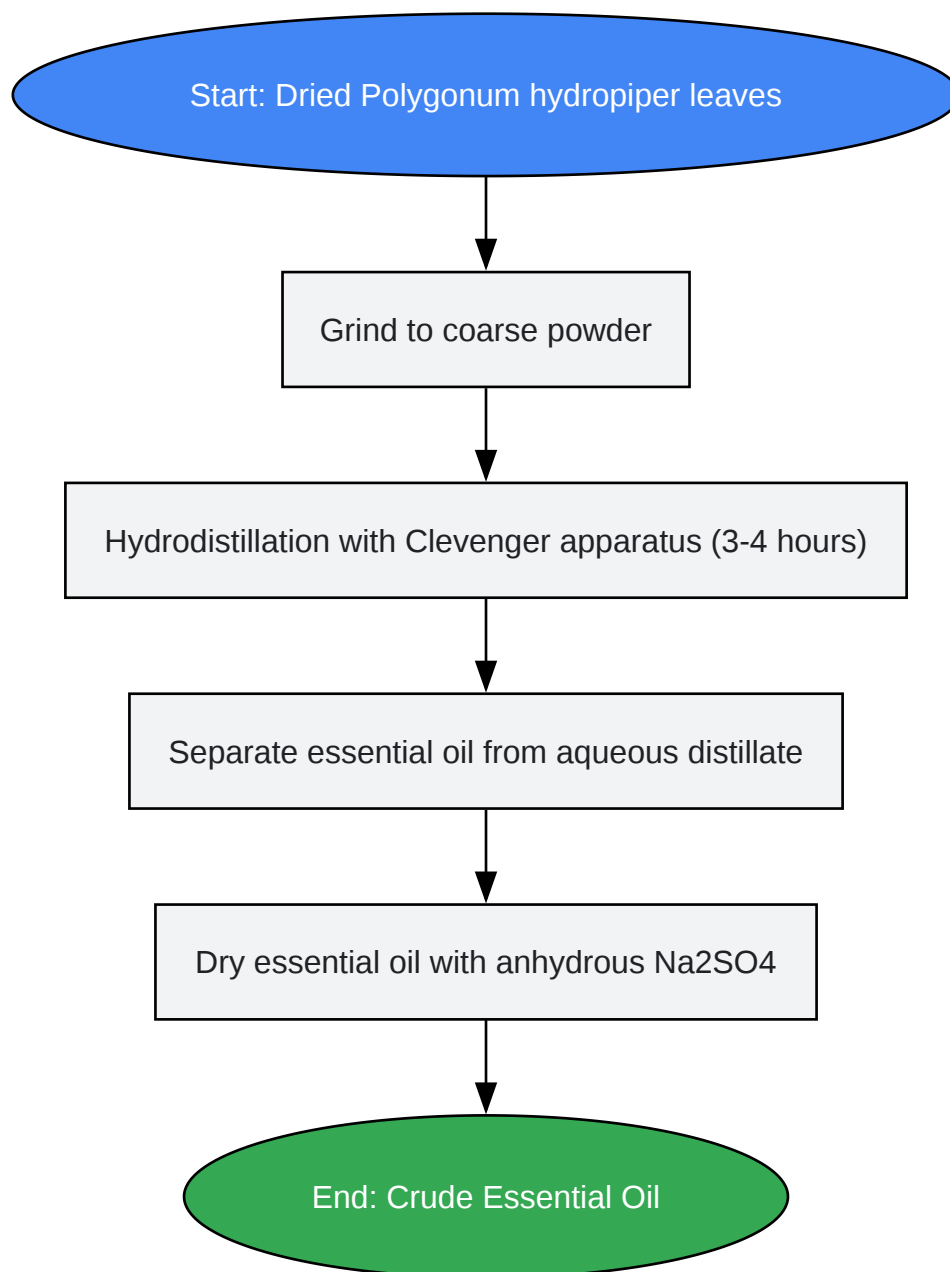 Start: Dried Polygonum hydropiper leaves
Grind to coarse powder
Hydrodistillation with Clevenger apparatus (3-4 hours)
Separate essential oil from aqueous distillate
Dry essential oil with anhydrous Na2SO4
End: Crude Essential Oil